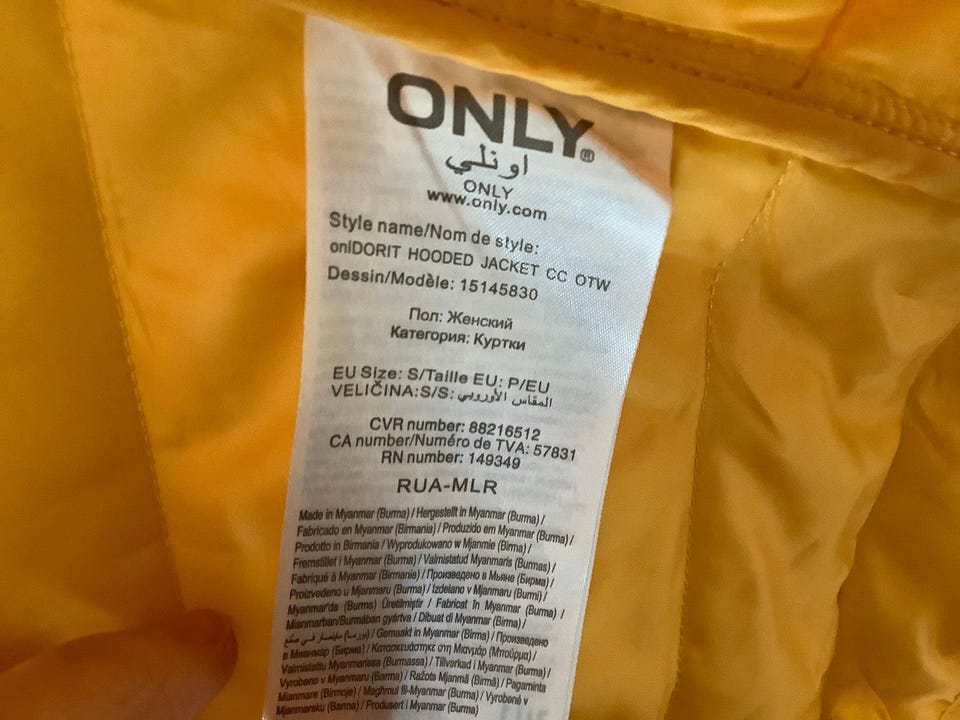 ONLY®
اونلي
ONLY
www.only.com
Style name/Nom de style:
onlDORIT HOODED JACKET CC OTW
Dessin/Modèle: 15145830
Пол: Женский
Категория: Куртки
EU Size: S/Taille EU: P/EU
VELIČINA:S/S: المقاس الأوروبي
CVR number: 88216512
CA number/Numéro de TVA: 57831
RN number: 149349
RUA-MLR
Made in Myanmar (Burma) / Hergestellt in Myanmar (Burma) /
Fabricado en Myanmar (Birmania) / Produzido em Myanmar (Burma) /
Prodotto in Birmania / Wyprodukowano w Mjanmie (Birma) /
Fremstillet i Myanmar (Burma) / Valmistatud Myanmaris (Burmas) /
Fabriqué à Myanmar (Birmanie) / Произведено в Мьяне (Бирма) /
Proizvedeno u Mjanmaru (Burma) / Izdelano v Mjanmaru (Burmi) /
Myanmar'da (Burma) Üretilmiştir / Fabricat în Myanmar (Burma) /
Mianmarban/Burmában gyártva / Dibuat di Myanmar (Birma) /
صنع في ميانمار (بورما) / Gemaakt in Myanmar (Birma) / Произведено
в Мианмар (Бирма) / Κατασκευάστηκε στη Μιανμάρ (Μπούρμα) /
Valmistettu Myanmarissa (Burmassa) / Tillverkad i Myanmar (Burma) /
Vyrobeno v Myanmaru (Barma) / Ražots Mjanmā (Birmā) / Pagaminta
Mianmare (Birmoje) / Maghmul fil-Myanmar (Burma) / Vyrobené v
Mjanmarsku (Barma) / Produsert i Myanmar (Burma)